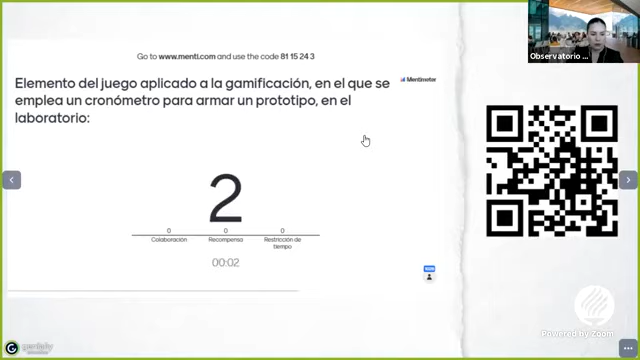 Go to www.menti.com and use the code 81 15 24 3
Mentimeter
Elemento del juego aplicado a la gamificación, en el que se
emplea un cronómetro para armar un prototipo, en el
laboratorio:
2
0 0 0
Colaboración Recompensa Restricción de
tiempo
00:02
Observatorio ...
Powered by Zoom
genially